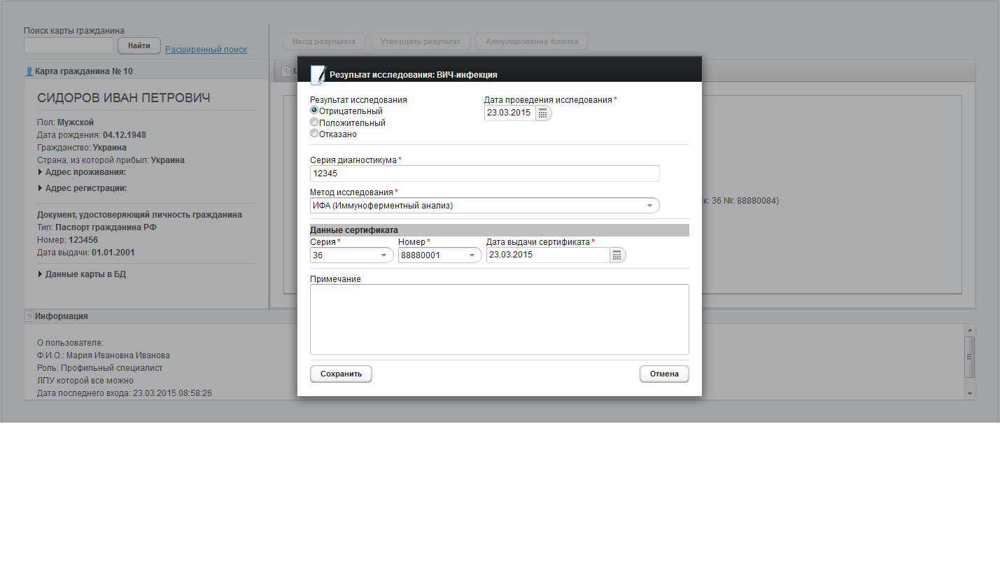 Поиск карты гражданина
Найти
Расширенный поиск
Ввод результата
Утвердить результат
Аннулирование бланка
Карта гражданина № 10
СИДОРОВ ИВАН ПЕТРОВИЧ
Пол: Мужской
Дата рождения: 04.12.1948
Гражданство: Украина
Страна, из которой прибыл: Украина
Адрес проживания:
Адрес регистрации:
Документ, удостоверяющий личность гражданина
Тип: Паспорт гражданина РФ
Номер: 123456
Дата выдачи: 01.01.2001
Данные карты в БД
Результат исследования: ВИЧ-инфекция
Результат исследования
Отрицательный
Положительный
Отказано
Дата проведения исследования *
23.03.2015
Серия диагностикума *
12345
Метод исследования *
ИФА (Иммуноферментный анализ)
Данные сертификата
Серия * Номер * Дата выдачи сертификата *
36 88880001 23.03.2015
Примечание
Сохранить
Отмена
36 №: 88880084)
Информация
О пользователе:
Ф.И.О.: Мария Ивановна Иванова
Роль: Профильный специалист
ЛПУ которой все можно
Дата последнего входа: 23.03.2015 08:58:26